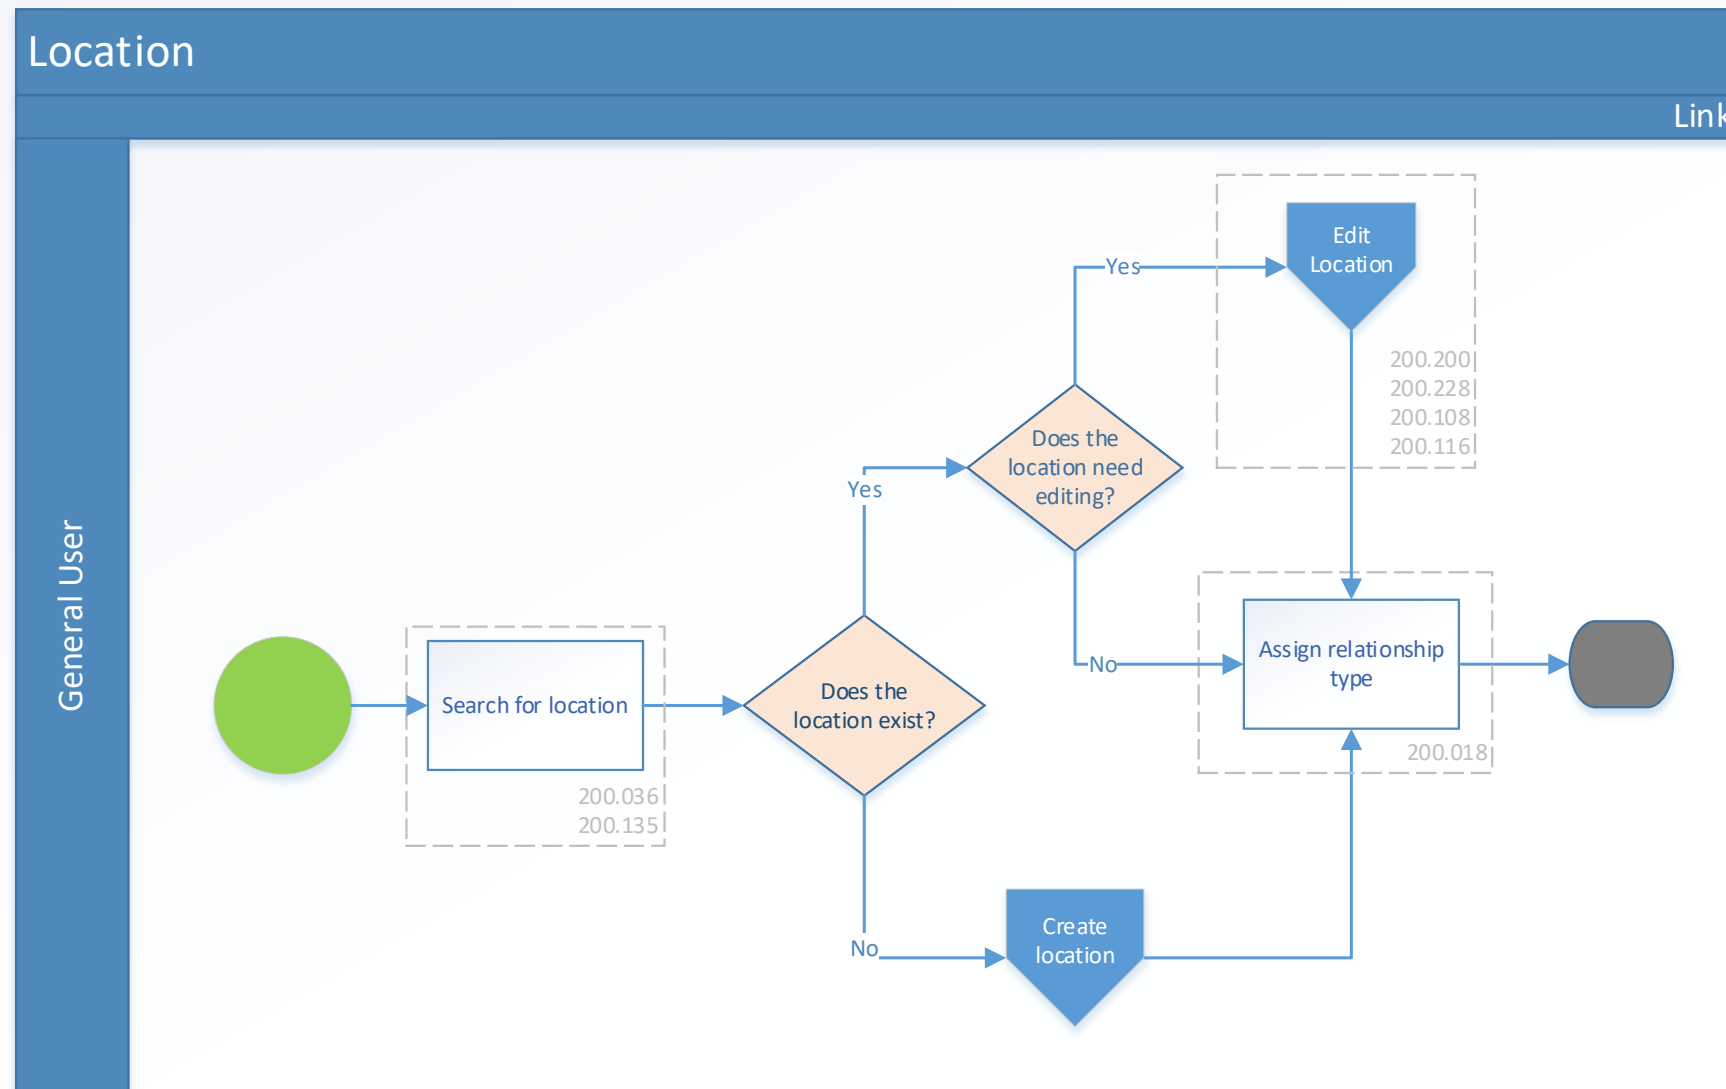 Location
Link
General User
Edit
Location
Yes
200.200
200.228
200.108
200.116
Does the
location need
editing?
Yes
No
Assign relationship
type
200.018
Search for location
200.036
200.135
Does the
location exist?
No
Create
location